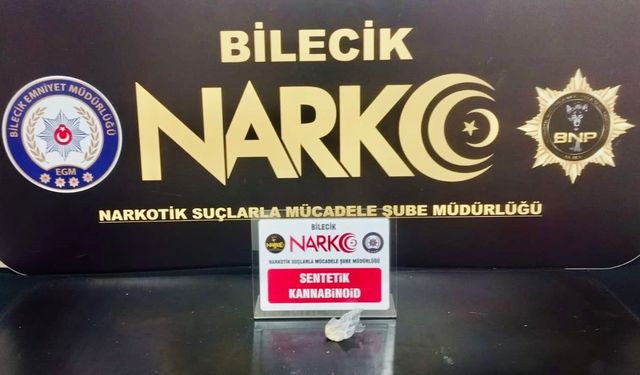 BİLECİK
NARKO
BİLECİK EMNİYET MÜDÜRLÜĞÜ
EGM
BNP
NARKOTİK SUÇLARLA MÜCADELE ŞUBE MÜDÜRLÜĞÜ
BİLECİK
NARKO
NARKOTİK SUÇLARLA MÜCADELE ŞUBE MÜDÜRLÜĞÜ
SENTETİK
KANNABİNOİD